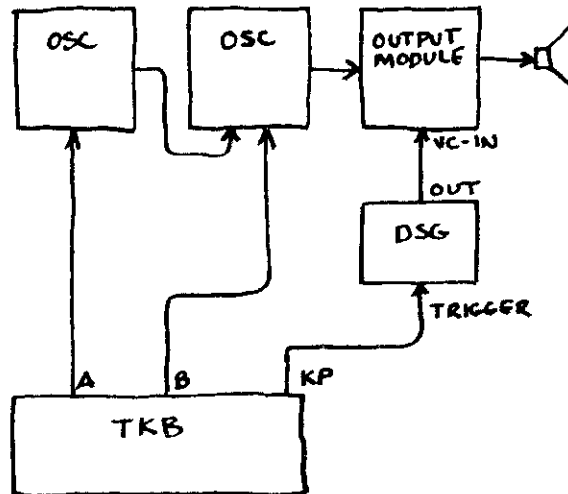 OSC
OSC
OUTPUT
MODULE
VC-IN
OUT
DSG
TRIGGER
A
B
KP
TKB